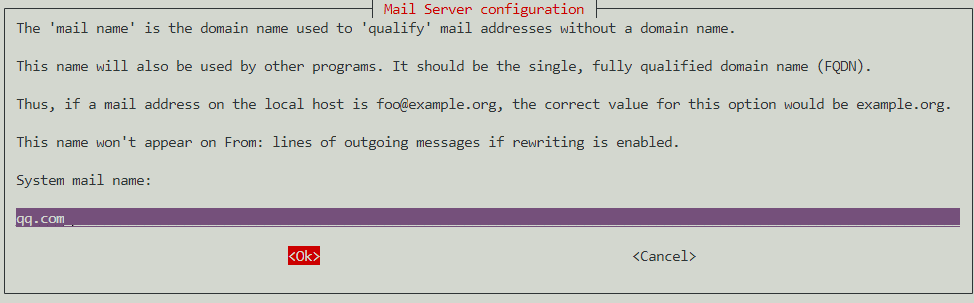 Mail Server configuration
The 'mail name' is the domain name used to 'qualify' mail addresses without a domain name.
This name will also be used by other programs. It should be the single, fully qualified domain name (FQDN).
Thus, if a mail address on the local host is foo@example.org, the correct value for this option would be example.org.
This name won't appear on From: lines of outgoing messages if rewriting is enabled.
System mail name:
qq.com
<Ok> <Cancel>